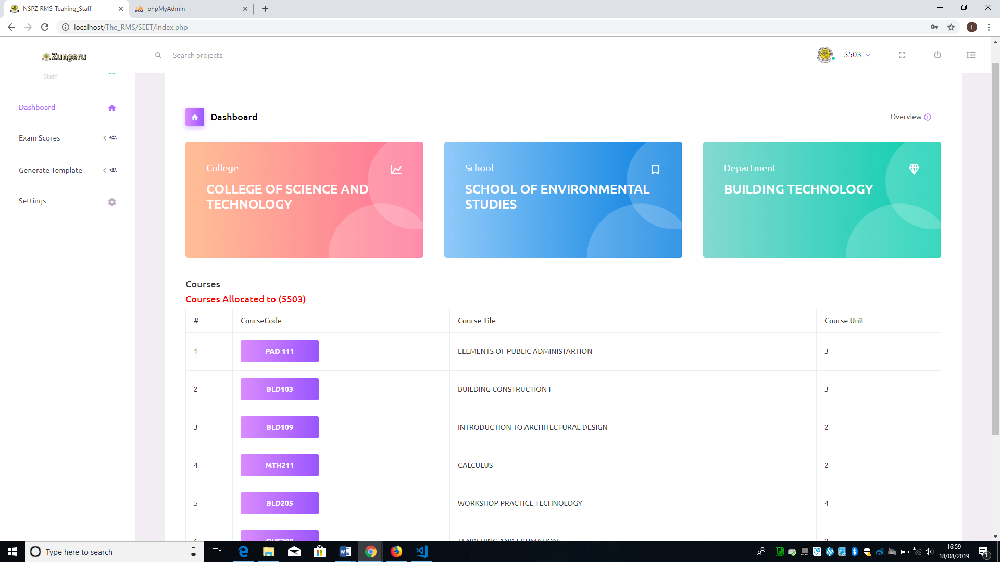 NSPZ RMS-Teahing_Staff
phpMyAdmin
localhost/The_RMS/SEET/index.php
Zungeru
Search projects
5503
Staff
Dashboard
Exam Scores
Generate Template
Settings
Dashboard
Overview
College
COLLEGE OF SCIENCE AND
TECHNOLOGY
School
SCHOOL OF ENVIRONMENTAL
STUDIES
Department
BUILDING TECHNOLOGY
Courses
Courses Allocated to (5503)
# CourseCode Course Tile Course Unit
1 PAD 111 ELEMENTS OF PUBLIC ADMINISTARTION 3
2 BLD103 BUILDING CONSTRUCTION I 3
3 BLD109 INTRODUCTION TO ARCHITECTURAL DESIGN 2
4 MTH211 CALCULUS 2
5 BLD205 WORKSHOP PRACTICE TECHNOLOGY 4
TENDERING AND ESTIMATION
Type here to search
16:59
18/08/2019